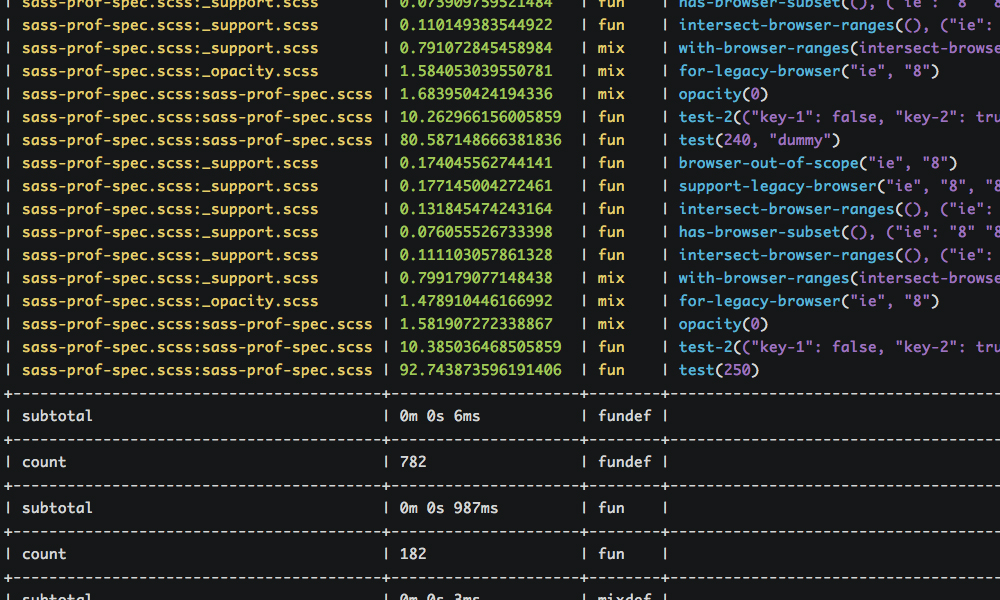 | sass-prof-spec.scss:_support.scss | 0.073909759521484 | fun | has-browser-subset((), ("ie": "8" "8
| sass-prof-spec.scss:_support.scss | 0.110149383544922 | fun | intersect-browser-ranges((), ("ie":
| sass-prof-spec.scss:_support.scss | 0.791072845458984 | mix | with-browser-ranges(intersect-browse
| sass-prof-spec.scss:_opacity.scss | 1.584053039550781 | mix | for-legacy-browser("ie", "8")
| sass-prof-spec.scss:sass-prof-spec.scss | 1.683950424194336 | mix | opacity(0)
| sass-prof-spec.scss:sass-prof-spec.scss | 10.262966156005859 | fun | test-2(("key-1": false, "key-2": tru
| sass-prof-spec.scss:sass-prof-spec.scss | 80.587148666381836 | fun | test(240, "dummy")
| sass-prof-spec.scss:_support.scss | 0.174045562744141 | fun | browser-out-of-scope("ie", "8")
| sass-prof-spec.scss:_support.scss | 0.177145004272461 | fun | support-legacy-browser("ie", "8", "8
| sass-prof-spec.scss:_support.scss | 0.131845474243164 | fun | intersect-browser-ranges((), ("ie":
| sass-prof-spec.scss:_support.scss | 0.076055526733398 | fun | has-browser-subset((), ("ie": "8" "8
| sass-prof-spec.scss:_support.scss | 0.111103057861328 | fun | intersect-browser-ranges((), ("ie":
| sass-prof-spec.scss:_support.scss | 0.799179077148438 | mix | with-browser-ranges(intersect-browse
| sass-prof-spec.scss:_opacity.scss | 1.478910446166992 | mix | for-legacy-browser("ie", "8")
| sass-prof-spec.scss:sass-prof-spec.scss | 1.581907272338867 | mix | opacity(0)
| sass-prof-spec.scss:sass-prof-spec.scss | 10.385036468505859 | fun | test-2(("key-1": false, "key-2": tru
| sass-prof-spec.scss:sass-prof-spec.scss | 92.743873596191406 | fun | test(250)
| subtotal | 0m 0s 6ms | fundef |
| count | 782 | fundef |
| subtotal | 0m 0s 987ms | fun |
| count | 182 | fun |
| subtotal | 0m 0s 3ms | mixdef |